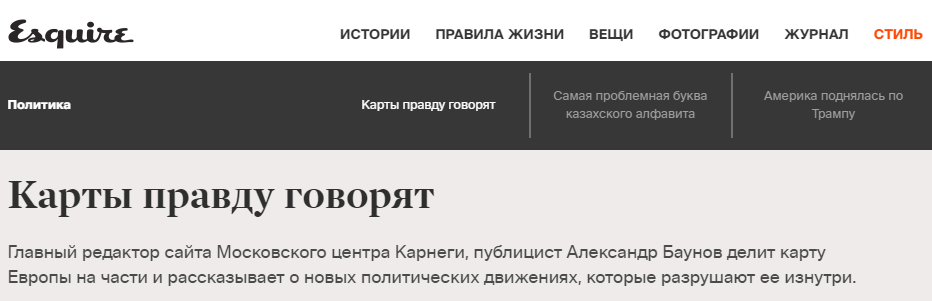 Esquire
ИСТОРИИ ПРАВИЛА ЖИЗНИ ВЕЩИ ФОТОГРАФИИ ЖУРНАЛ СТИЛЬ
Политика
Карты правду говорят
Самая проблемная буква
казахского алфавита
Америка поднялась по
Трампу
Карты правду говорят
Главный редактор сайта Московского центра Карнеги, публицист Александр Баунов делит карту
Европы на части и рассказывает о новых политических движениях, которые разрушают ее изнутри.